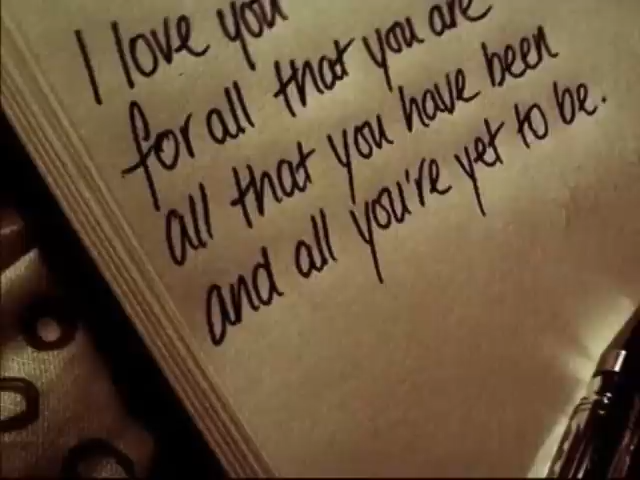 I love you
for all that you are
all that you have been
and all you're yet to be.